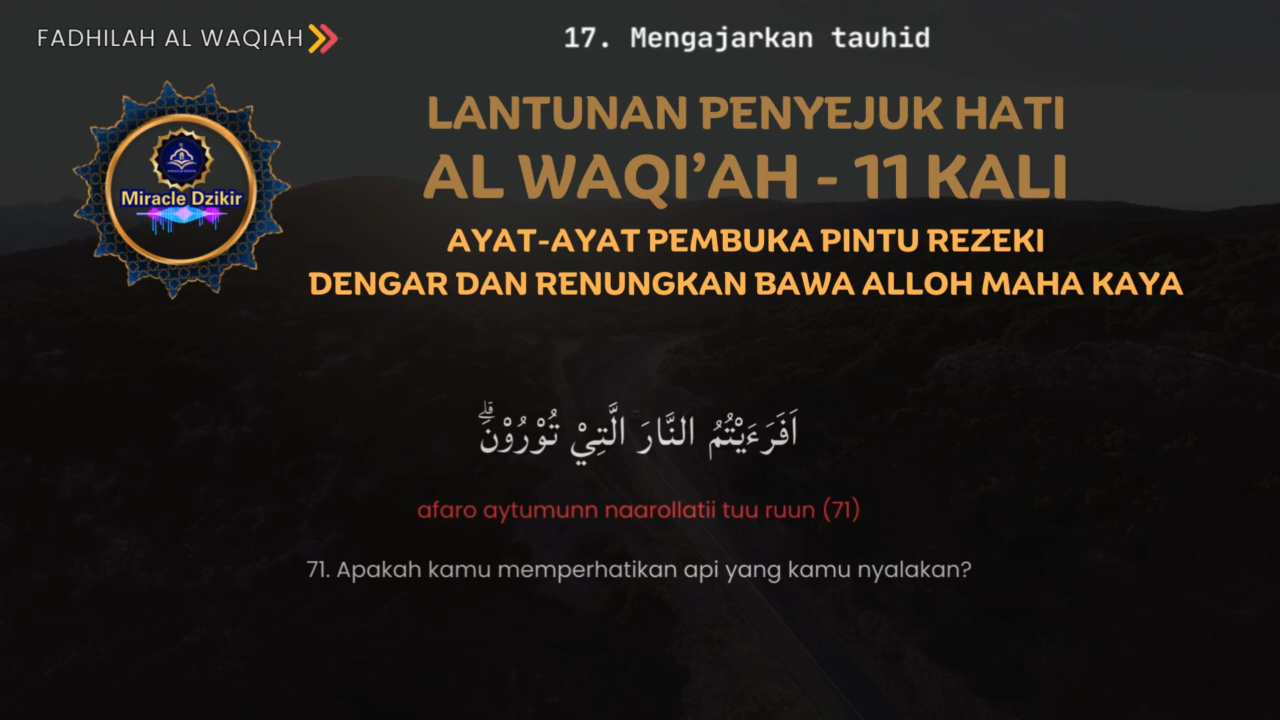 FADHILAH AL WAQIAH
17. Mengajarkan tauhid
LANTUNAN PENYEJUK HATI
AL WAQI’AH - 11 KALI
Miracle Dzikir
AYAT-AYAT PEMBUKA PINTU REZEKI
DENGAR DAN RENUNGKAN BAWA ALLOH MAHA KAYA
اَفَرَءَيْتُمُ النَّارَ الَّتِيْ تُوْرُوْنَۗ
afaro aytumunn naarollatii tuu ruun (71)
71. Apakah kamu memperhatikan api yang kamu nyalakan?